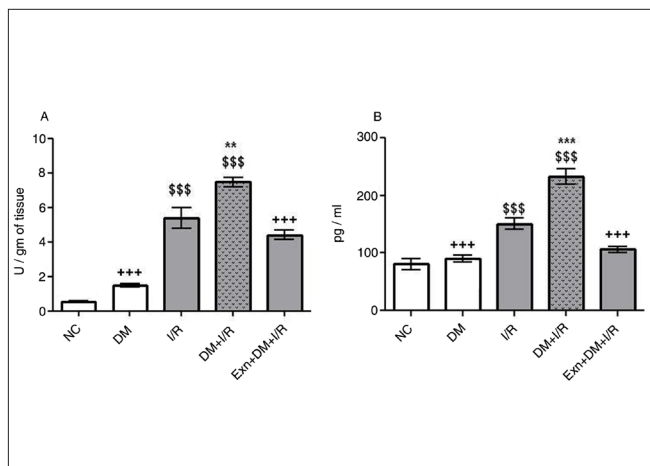 A
U / gm of tissue
10
8
6
4
2
0
+++
$$$
**
$$$
+++
NC
DM
I/R
DM+I/R
Exn+DM+I/R
B
pg / ml
300
200
100
0
+++
$$$
***
$$$
+++
NC
DM
I/R
DM+I/R
Exn+DM+I/R